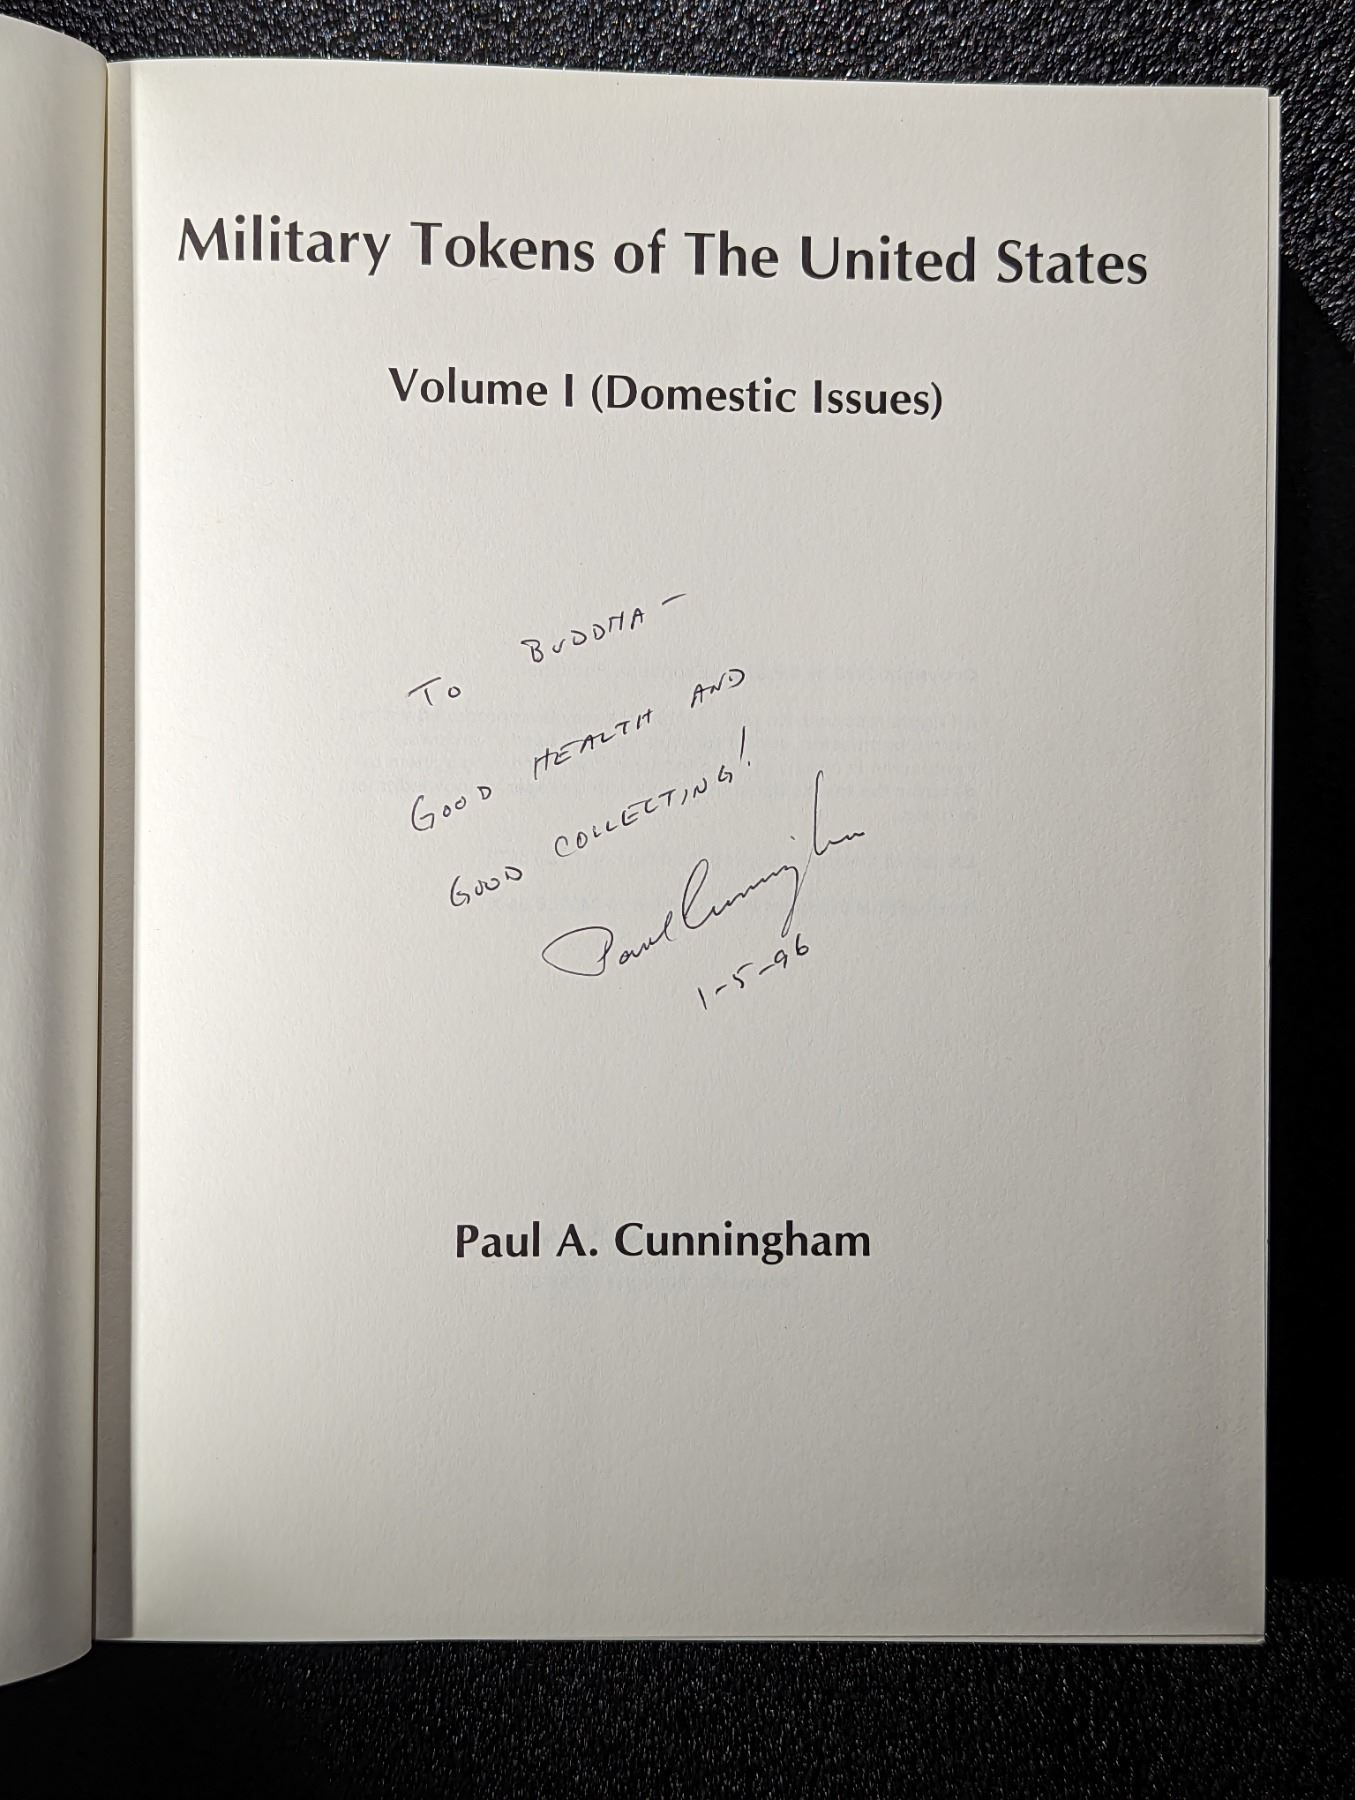 Military Tokens of The United States
Volume I (Domestic Issues)
To BUDDHA –
GOOD HEALTH AND
GOOD COLLECTING!
Paul Cunningham
1-5-96
Paul A. Cunningham